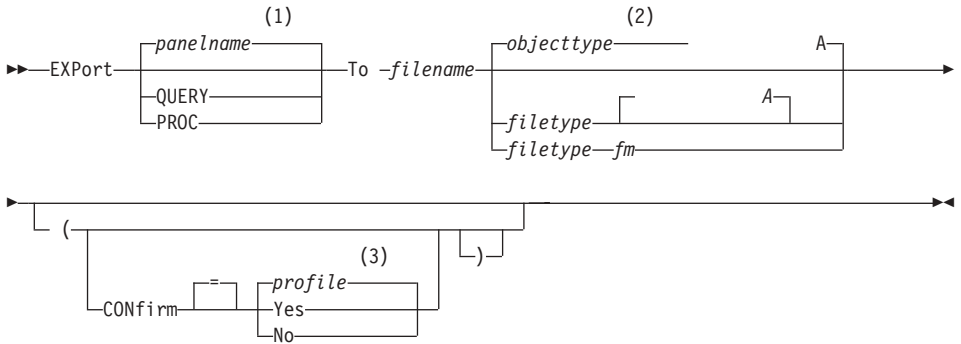 (1) (2)
panelname objecttype A
EXPort To filename
QUERY A
PROC filetype
filetype fm
(
(3) )
= profile
CONfirm Yes
No